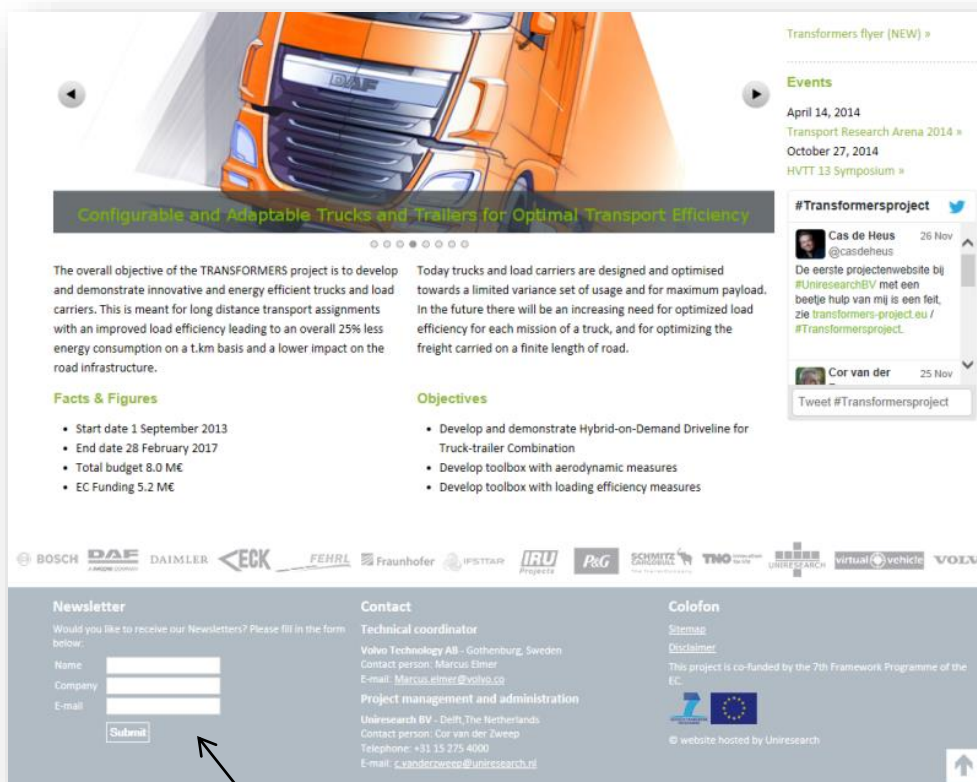 DAF
Configurable and Adaptable Trucks and Trailers for Optimal Transport Efficiency
The overall objective of the TRANSFORMERS project is to develop
and demonstrate innovative and energy efficient trucks and load
carriers. This is meant for long distance transport assignments
with an improved load efficiency leading to an overall 25% less
energy consumption on a t.km basis and a lower impact on the
road infrastructure.
Facts & Figures
• Start date 1 September 2013
• End date 28 February 2017
• Total budget 8.0 M€
• EC Funding 5.2 M€
Today trucks and load carriers are designed and optimised
towards a limited variance set of usage and for maximum payload.
In the future there will be an increasing need for optimized load
efficiency for each mission of a truck, and for optimizing the
freight carried on a finite length of road.
Objectives
• Develop and demonstrate Hybrid-on-Demand Driveline for
Truck-trailer Combination
• Develop toolbox with aerodynamic measures
• Develop toolbox with loading efficiency measures
Transformers flyer (NEW) »
Events
April 14, 2014
Transport Research Arena 2014 »
October 27, 2014
HVTT 13 Symposium »
#Transformersproject
Cas de Heus 26 Nov
@casdeheus
De eerste projectenwebsite bij
#UniresearchBV met een
beetje hulp van mij is een feit,
zie transformers-project.eu /
#Transformersproject.
Cor van der 25 Nov
Tweet #Transformersproject
BOSCH DAF DAIMLER ECK FEHRL Fraunhofer IFSTTAR IRU Projects P&G SCHMITZ CARGOBULL TNO UNIRESEARCH virtual vehicle VOLV
Newsletter
Would you like to receive our Newsletters? Please fill in the form
below:
Name
Company
E-mail
Submit
Contact
Technical coordinator
Volvo Technology AB - Gothenburg, Sweden
Contact person: Marcus Elmer
E-mail: Marcus.elmer@volvo.co
Project management and administration
Uniresearch BV - Delft,The Netherlands
Contact person: Cor van der Zweep
Telephone: +31 15 275 4000
E-mail: c.vanderzweep@uniresearch.nl
Colofon
Sitemap
Disclaimer
This project is co-funded by the 7th Framework Programme of the
EC.
© website hosted by Uniresearch